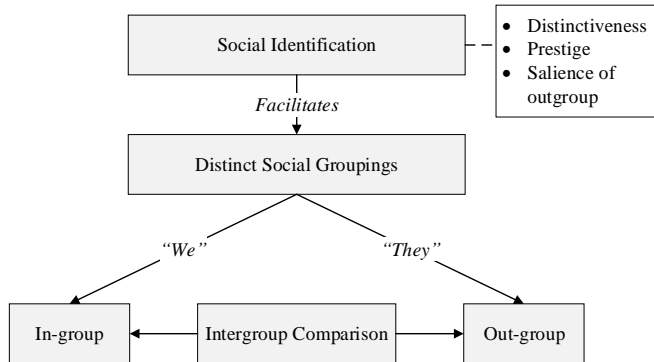 Social Identification
• Distinctiveness
• Prestige
• Salience of
outgroup
Facilitates
Distinct Social Groupings
“We”
“They”
In-group
Intergroup Comparison
Out-group